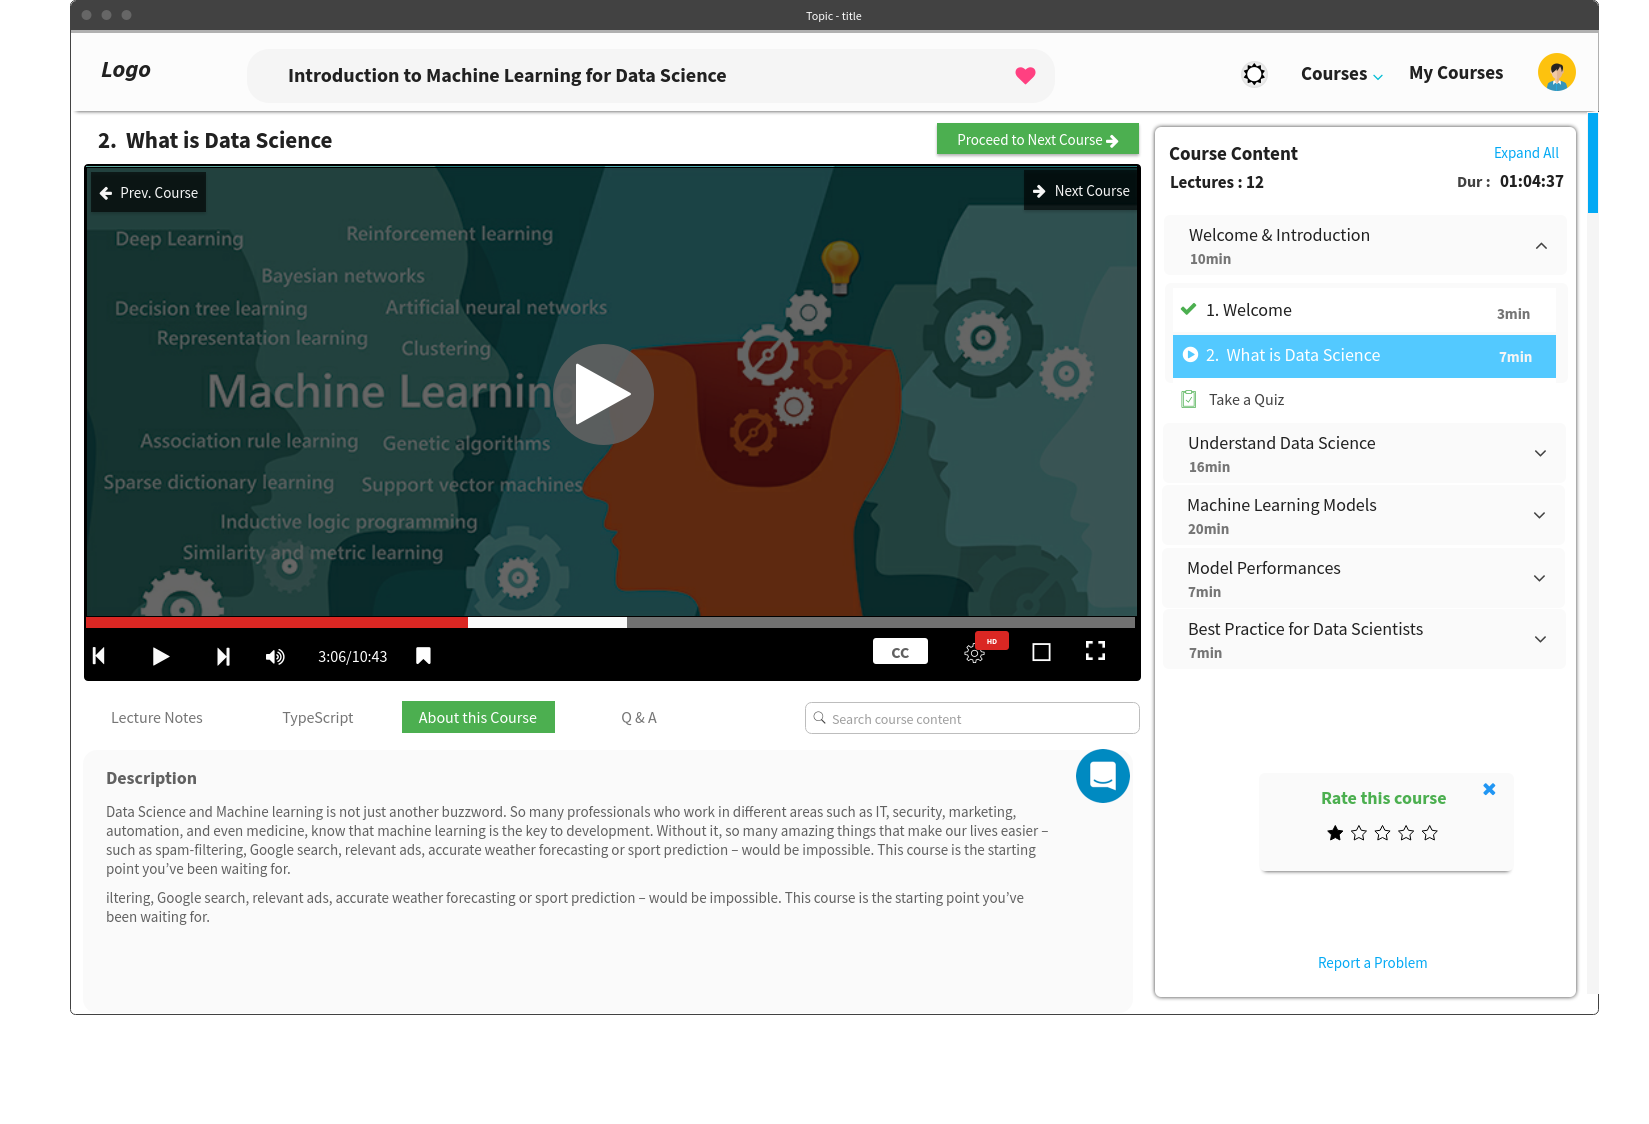 Topic - title
Logo
Introduction to Machine Learning for Data Science
Courses
My Courses
2. What is Data Science
Proceed to Next Course
Prev. Course
Next Course
Deep Learning
Reinforcement learning
Bayesian networks
Decision tree learning
Artificial neural networks
Representation learning
Clustering
Machine Learning
Association rule learning
Genetic algorithms
Sparse dictionary learning
Support vector machines
Inductive logic programming
Similarity and metric learning
3:06/10:43
CC
HD
Lecture Notes
TypeScript
About this Course
Q & A
Search course content
Description
Data Science and Machine learning is not just another buzzword. So many professionals who work in different areas such as IT, security, marketing,
automation, and even medicine, know that machine learning is the key to development. Without it, so many amazing things that make our lives easier –
such as spam-filtering, Google search, relevant ads, accurate weather forecasting or sport prediction – would be impossible. This course is the starting
point you've been waiting for.
iltering, Google search, relevant ads, accurate weather forecasting or sport prediction – would be impossible. This course is the starting point you've
been waiting for.
Course Content
Expand All
Lectures : 12
Dur : 01:04:37
Welcome & Introduction
10min
1. Welcome
3min
2. What is Data Science
7min
Take a Quiz
Understand Data Science
16min
Machine Learning Models
20min
Model Performances
7min
Best Practice for Data Scientists
7min
Rate this course
Report a Problem